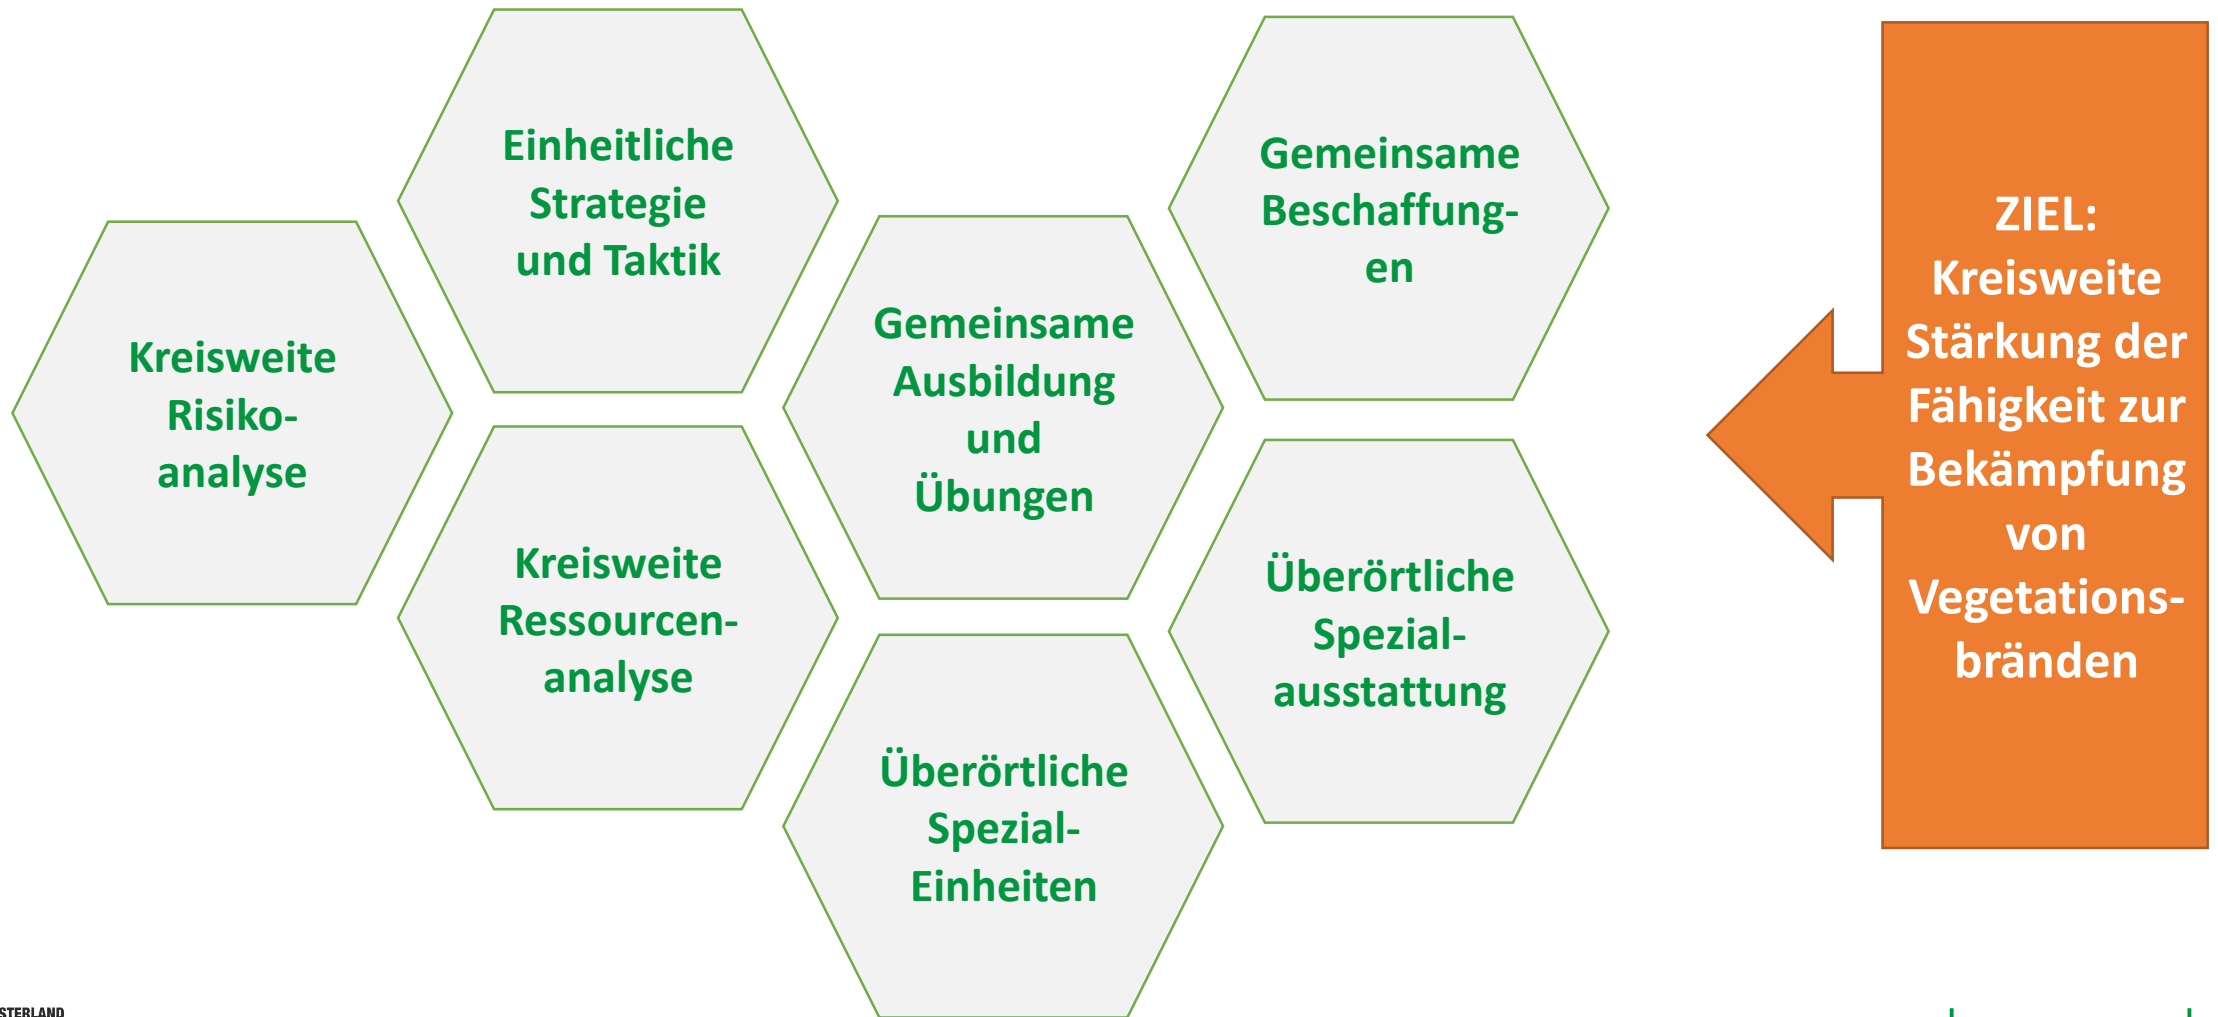 Kreisweite
Risiko-
analyse
Einheitliche
Strategie
und Taktik
Kreisweite
Ressourcen-
analyse
Gemeinsame
Ausbildung
und
Übungen
Überörtliche
Spezial-
Einheiten
Gemeinsame
Beschaffung-
en
Überörtliche
Spezial-
ausstattung
ZIEL:
Kreisweite
Stärkung der
Fähigkeit zur
Bekämpfung
von
Vegetations-
bränden
STERLAND